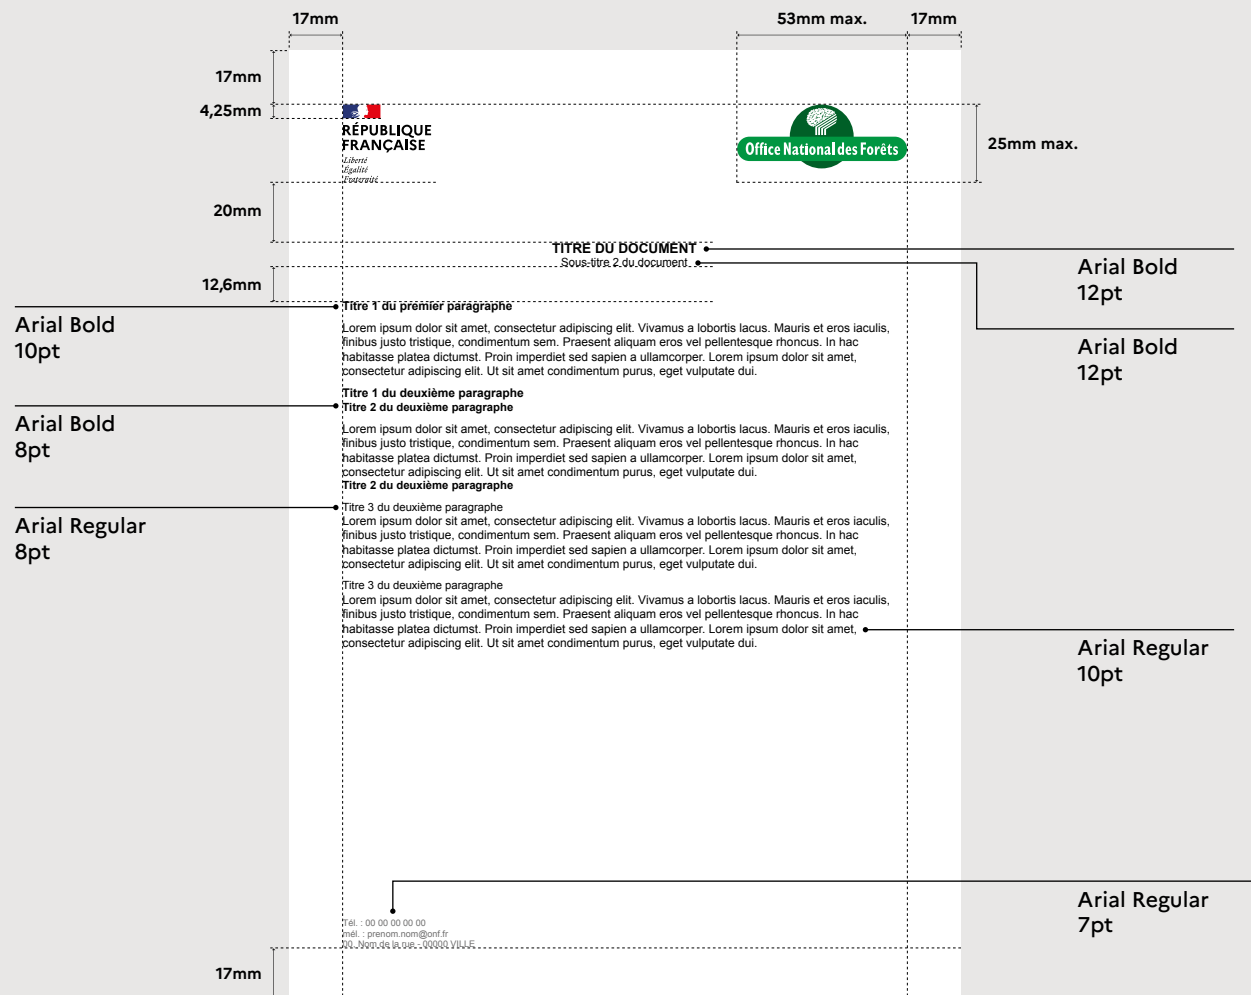 17mm
53mm max.
17mm
17mm
4,25mm
RÉPUBLIQUE
FRANÇAISE
Liberté
Égalité
Fraternité
Office National des Forêts
25mm max.
20mm
TITRE DU DOCUMENT
Sous-titre 2 du document
Arial Bold
12pt
12,6mm
Titre 1 du premier paragraphe
Arial Bold
10pt
Arial Bold
12pt
Lorem ipsum dolor sit amet, consectetur adipiscing elit. Vivamus a lobortis lacus. Mauris et eros iaculis,
finibus justo tristique, condimentum sem. Praesent aliquam eros vel pellentesque rhoncus. In hac
habitasse platea dictumst. Proin imperdiet sed sapien a ullamcorper. Lorem ipsum dolor sit amet,
consectetur adipiscing elit. Ut sit amet condimentum purus, eget vulputate dui.
Titre 1 du deuxième paragraphe
Titre 2 du deuxième paragraphe
Arial Bold
8pt
Lorem ipsum dolor sit amet, consectetur adipiscing elit. Vivamus a lobortis lacus. Mauris et eros iaculis,
finibus justo tristique, condimentum sem. Praesent aliquam eros vel pellentesque rhoncus. In hac
habitasse platea dictumst. Proin imperdiet sed sapien a ullamcorper. Lorem ipsum dolor sit amet,
consectetur adipiscing elit. Ut sit amet condimentum purus, eget vulputate dui.
Titre 2 du deuxième paragraphe
Titre 3 du deuxième paragraphe
Arial Regular
8pt
Lorem ipsum dolor sit amet, consectetur adipiscing elit. Vivamus a lobortis lacus. Mauris et eros iaculis,
finibus justo tristique, condimentum sem. Praesent aliquam eros vel pellentesque rhoncus. In hac
habitasse platea dictumst. Proin imperdiet sed sapien a ullamcorper. Lorem ipsum dolor sit amet,
consectetur adipiscing elit. Ut sit amet condimentum purus, eget vulputate dui.
Titre 3 du deuxième paragraphe
Lorem ipsum dolor sit amet, consectetur adipiscing elit. Vivamus a lobortis lacus. Mauris et eros iaculis,
finibus justo tristique, condimentum sem. Praesent aliquam eros vel pellentesque rhoncus. In hac
habitasse platea dictumst. Proin imperdiet sed sapien a ullamcorper. Lorem ipsum dolor sit amet,
consectetur adipiscing elit. Ut sit amet condimentum purus, eget vulputate dui.
Arial Regular
10pt
Arial Regular
7pt
Tél. : 00 00 00 00 00
mél. : prenom.nom@onf.fr
00, Nom de la rue - 00000 VILLE
17mm